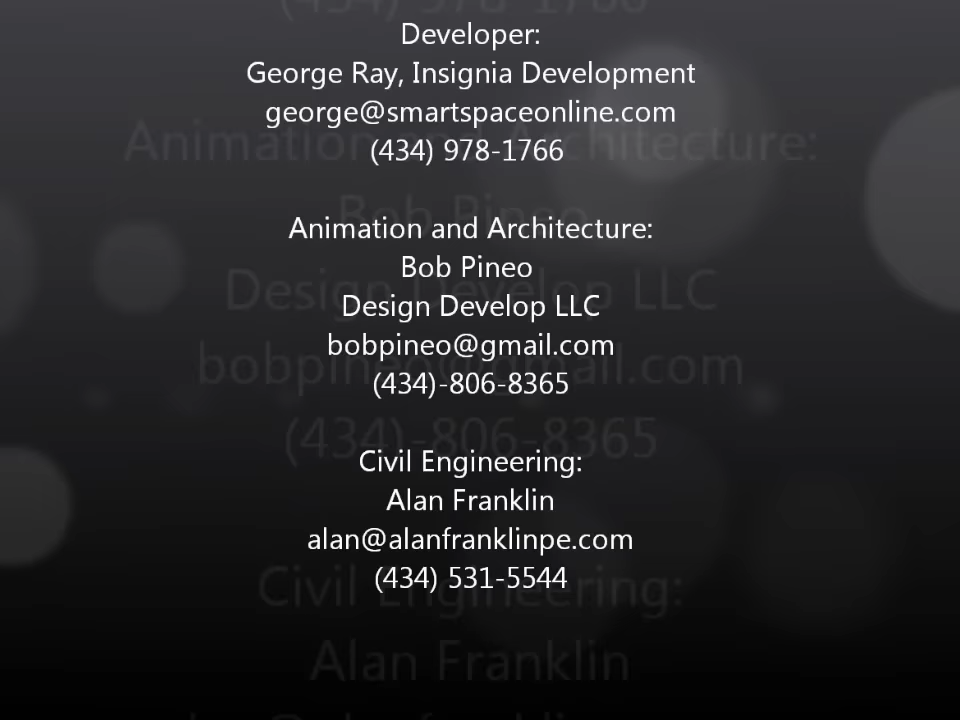 Developer:
George Ray, Insignia Development
george@smartspaceonline.com
(434) 978-1766
Animation and Architecture:
Bob Pineo
Design Develop LLC
bobpineo@gmail.com
(434)-806-8365
Civil Engineering:
Alan Franklin
alan@alanfranklinpe.com
(434) 531-5544